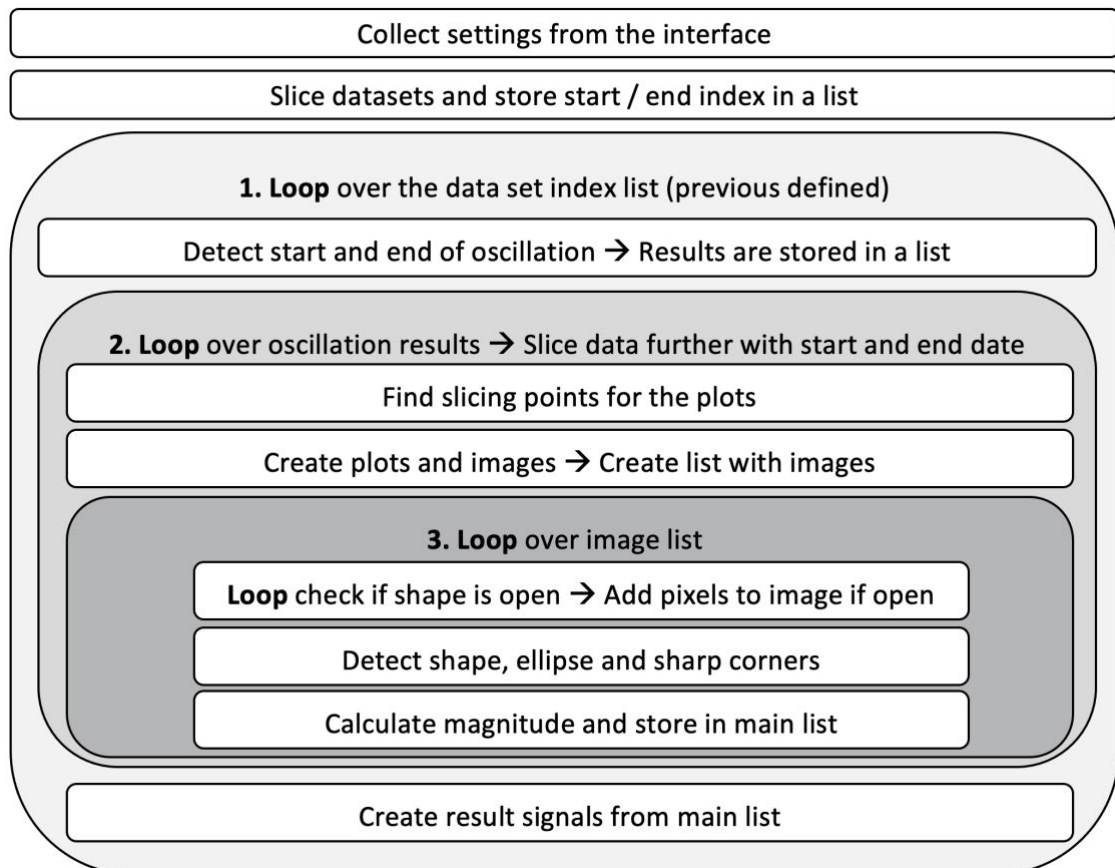 Collect settings from the interface
Slice datasets and store start / end index in a list
1. Loop over the data set index list (previous defined)
Detect start and end of oscillation → Results are stored in a list
2. Loop over oscillation results → Slice data further with start and end date
Find slicing points for the plots
Create plots and images → Create list with images
3. Loop over image list
Loop check if shape is open → Add pixels to image if open
Detect shape, ellipse and sharp corners
Calculate magnitude and store in main list
Create result signals from main list